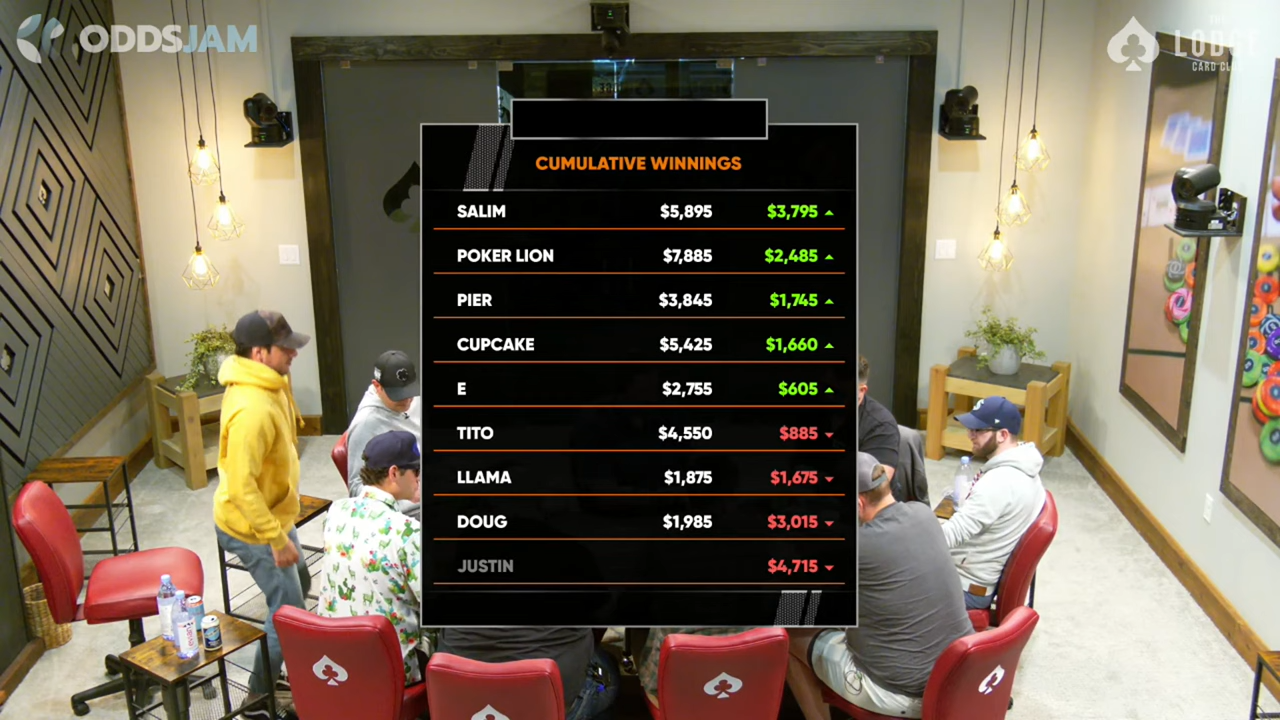 ODDSJAM
THE
LODGE
CARD CLUB
CUMULATIVE WINNINGS
SALIM $5,895 $3,795
POKER LION $7,885 $2,485
PIER $3,845 $1,745
CUPCAKE $5,425 $1,660
E $2,755 $605
TITO $4,550 $885
LLAMA $1,875 $1,675
DOUG $1,985 $3,015
JUSTIN $4,715